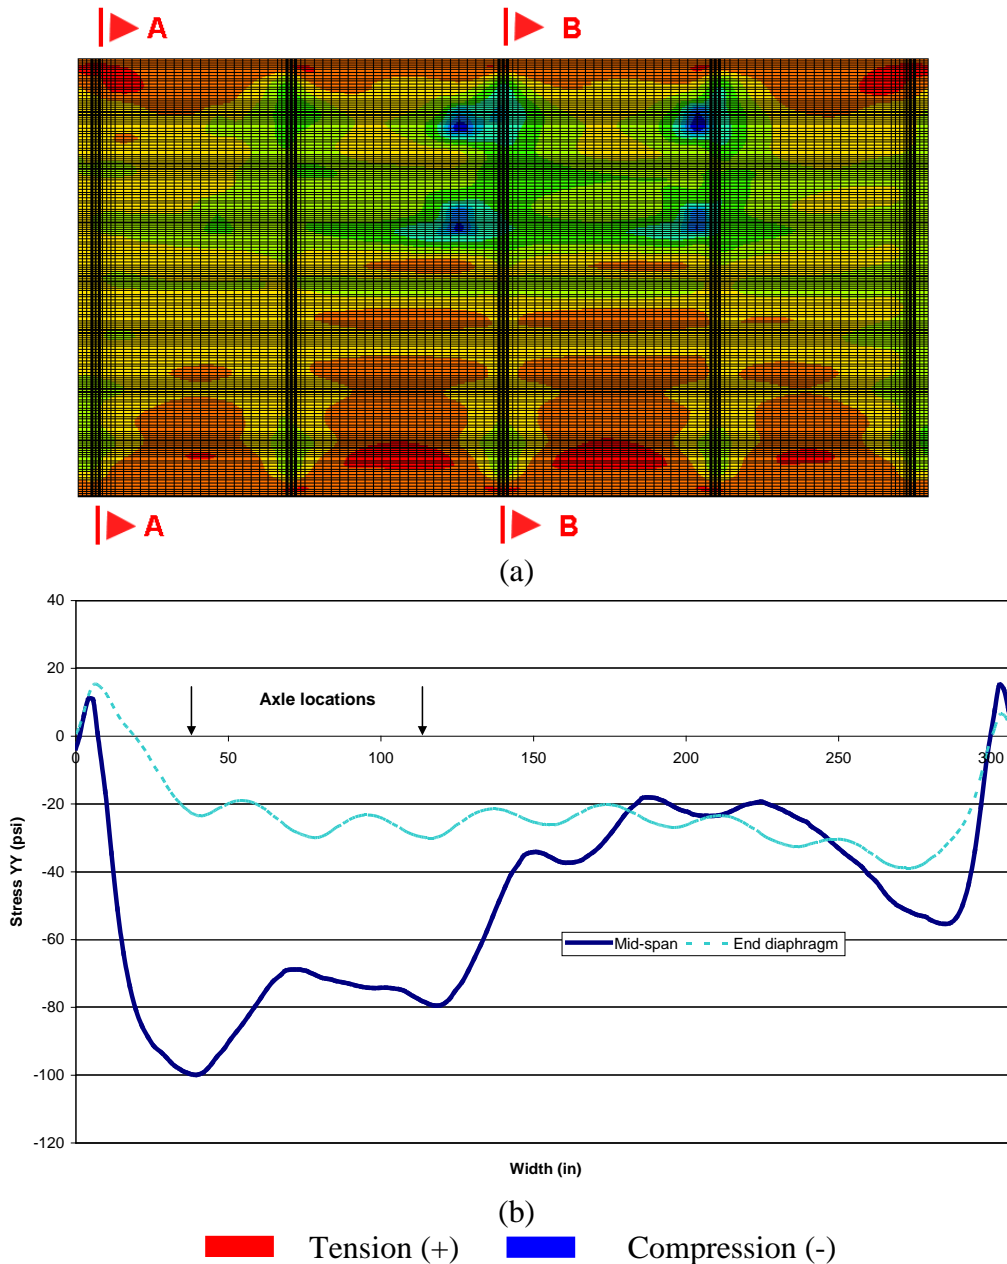 A B
A B
(a)
40
20
0
-20
-40
-60
-80
-100
-120
0 50 100 150 200 250 300
Stress YY (psi)
Axle locations
Mid-span End diaphragm
Width (in)
(b)
Tension (+) Compression (-)